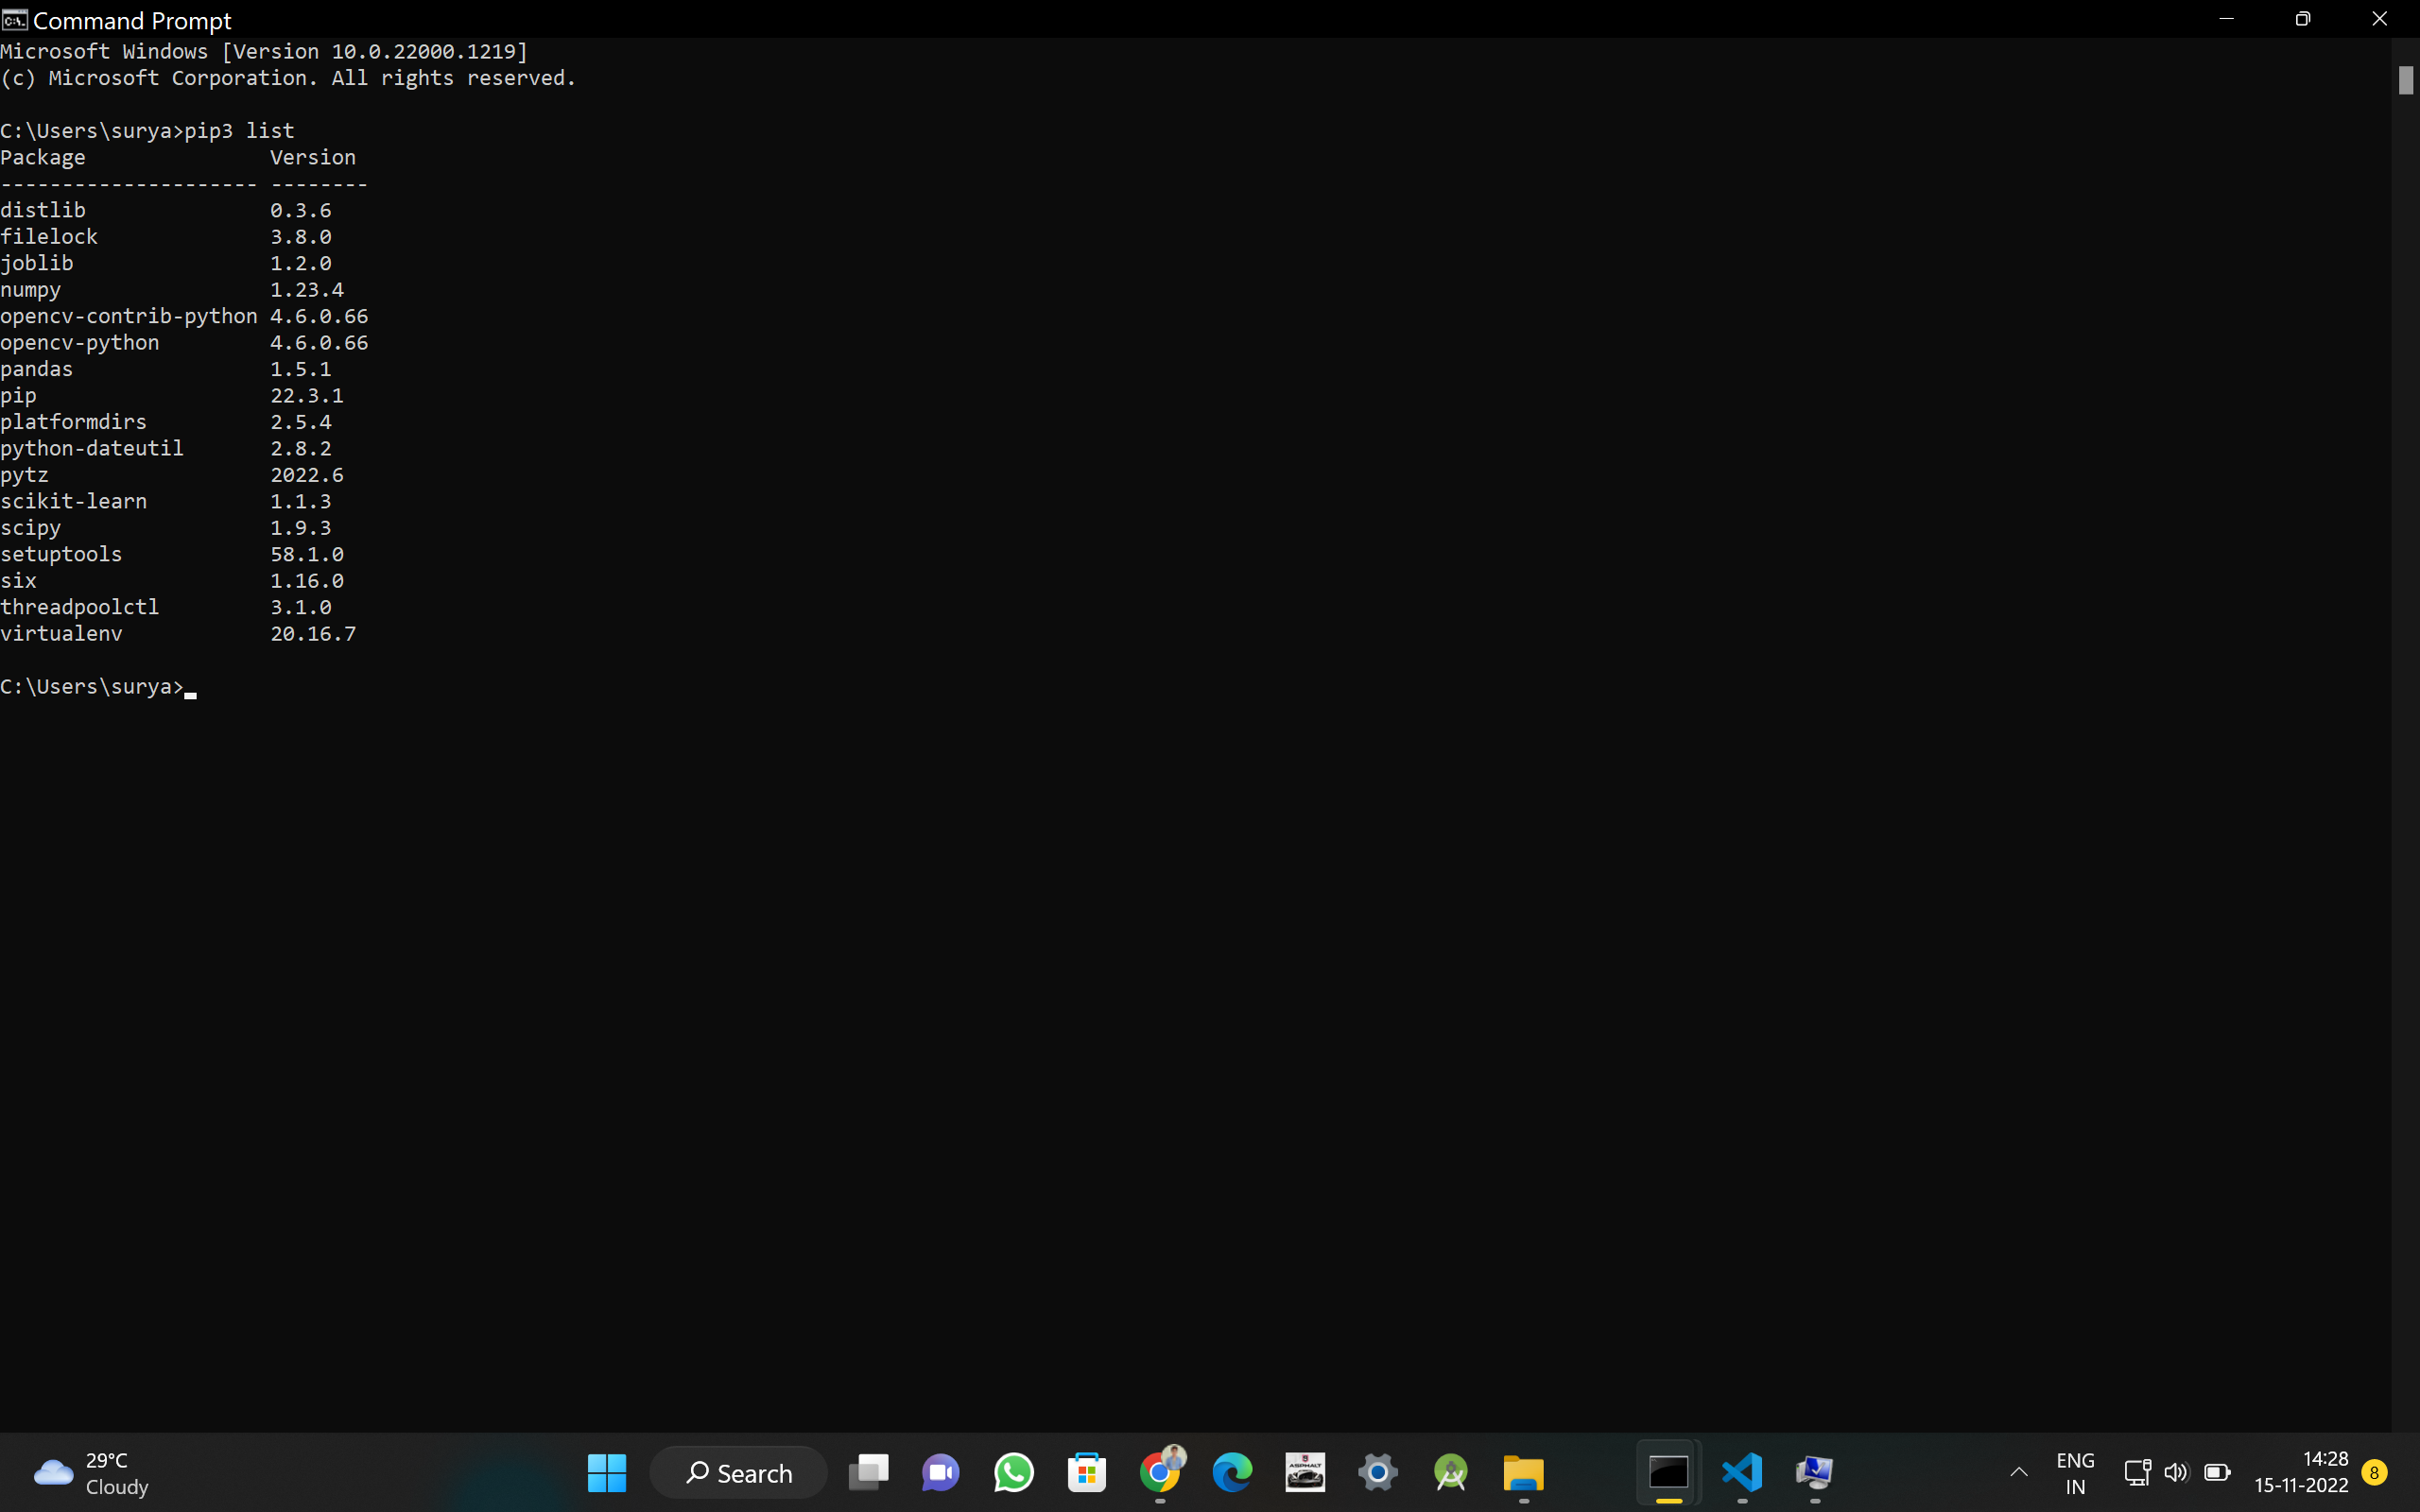 Command Prompt
Microsoft Windows [Version 10.0.22000.1219]
(c) Microsoft Corporation. All rights reserved.
C:\Users\surya>pip3 list
Package Version
--------------------- --------
distlib 0.3.6
filelock 3.8.0
joblib 1.2.0
numpy 1.23.4
opencv-contrib-python 4.6.0.66
opencv-python 4.6.0.66
pandas 1.5.1
pip 22.3.1
platformdirs 2.5.4
python-dateutil 2.8.2
pytz 2022.6
scikit-learn 1.1.3
scipy 1.9.3
setuptools 58.1.0
six 1.16.0
threadpoolctl 3.1.0
virtualenv 20.16.7
C:\Users\surya>
29°C
Cloudy
Search
ASPHALT
ENG
IN
14:28
15-11-2022
8